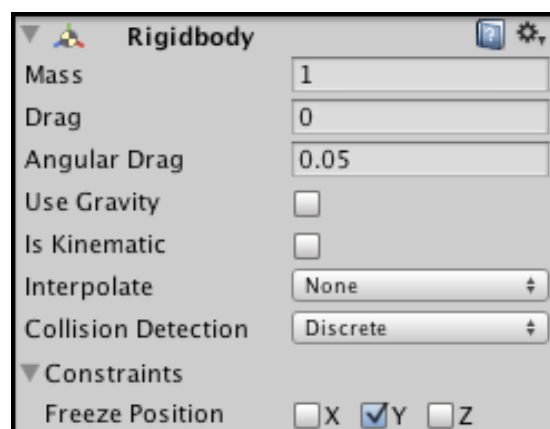 Rigidbody
Mass 1
Drag 0
Angular Drag 0.05
Use Gravity
Is Kinematic
Interpolate None
Collision Detection Discrete
Constraints
Freeze Position X Y Z